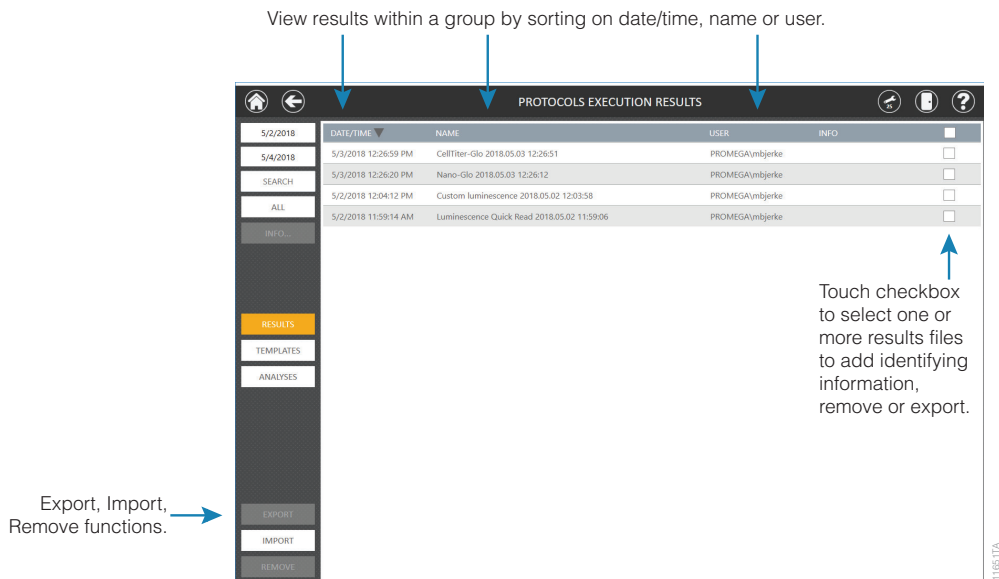 View results within a group by sorting on date/time, name or user.
PROTOCOLS EXECUTION RESULTS
2S
?
5/2/2018
5/4/2018
SEARCH
ALL
INFO...
RESULTS
TEMPLATES
ANALYSES
EXPORT
IMPORT
REMOVE
DATE/TIME NAME USER INFO
5/3/2018 12:26:59 PM CellTiter-Glo 2018.05.03 12:26:51 PROMEGA\mbjerke
5/3/2018 12:26:20 PM Nano-Glo 2018.05.03 12:26:12 PROMEGA\mbjerke
5/2/2018 12:04:12 PM Custom luminescence 2018.05.02 12:03:58 PROMEGA\mbjerke
5/2/2018 11:59:14 AM Luminescence Quick Read 2018.05.02 11:59:06 PROMEGA\mbjerke
Touch checkbox
to select one or
more results files
to add identifying
information,
remove or export.
Export, Import,
Remove functions.